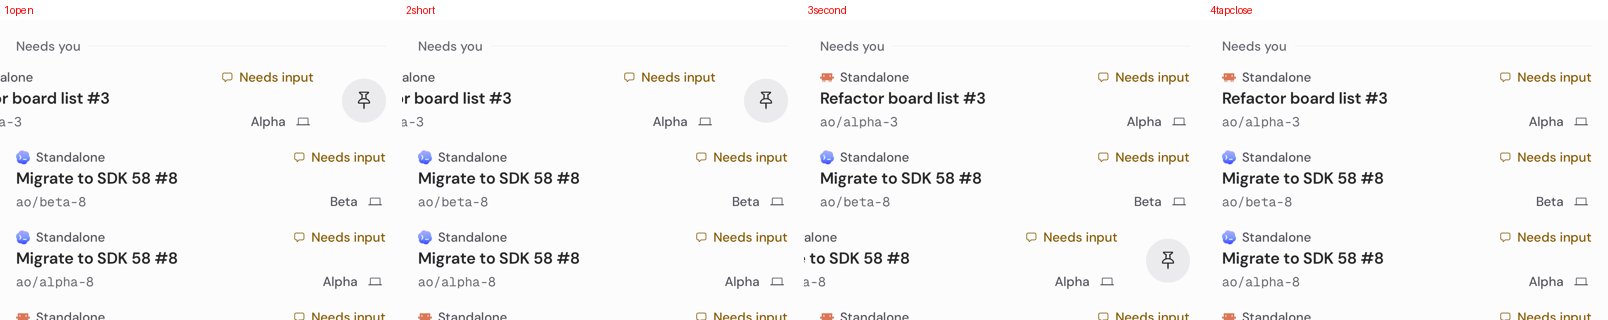 1open
Needs you
alone Needs input
r board list #3
a-3 Alpha
Standalone Needs input
Migrate to SDK 58 #8
ao/beta-8 Beta
Standalone Needs input
Migrate to SDK 58 #8
ao/alpha-8 Alpha
Standalone Needs input
2short
Needs you
alone Needs input
r board list #3
a-3 Alpha
Standalone Needs input
Migrate to SDK 58 #8
ao/beta-8 Beta
Standalone Needs input
Migrate to SDK 58 #8
ao/alpha-8 Alpha
Standalone Needs input
3second
Needs you
Standalone Needs input
Refactor board list #3
ao/alpha-3 Alpha
Standalone Needs input
Migrate to SDK 58 #8
ao/beta-8 Beta
alone Needs input
to SDK 58 #8
a-8 Alpha
Standalone Needs input
4tapclose
Needs you
Standalone Needs input
Refactor board list #3
ao/alpha-3 Alpha
Standalone Needs input
Migrate to SDK 58 #8
ao/beta-8 Beta
Standalone Needs input
Migrate to SDK 58 #8
ao/alpha-8 Alpha
Standalone Needs input